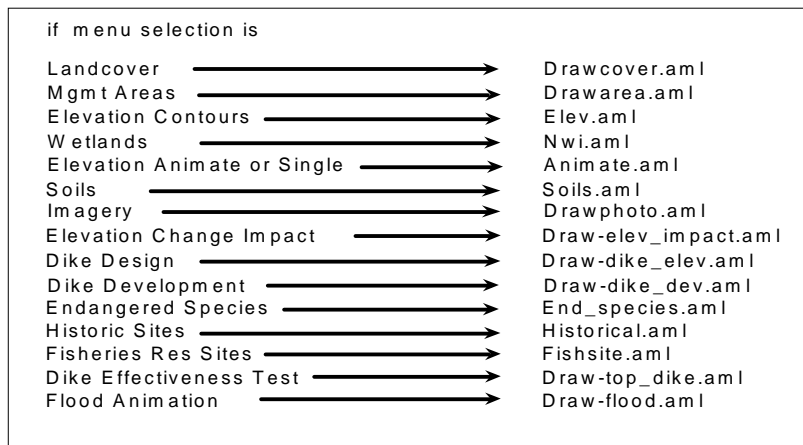 if menu selection is
Landcover Drawcover.aml
Mgmt Areas Drawarea.aml
Elevation Contours Elev.aml
Wetlands Nwi.aml
Elevation Animate or Single Animate.aml
Soils Soils.aml
Imagery Drawphoto.aml
Elevation Change Impact Draw-elev_impact.aml
Dike Design Draw-dike_elev.aml
Dike Development Draw-dike_dev.aml
Endangered Species End_species.aml
Historic Sites Historical.aml
Fisheries Res Sites Fishsite.aml
Dike Effectiveness Test Draw-top_dike.aml
Flood Animation Draw-flood.aml